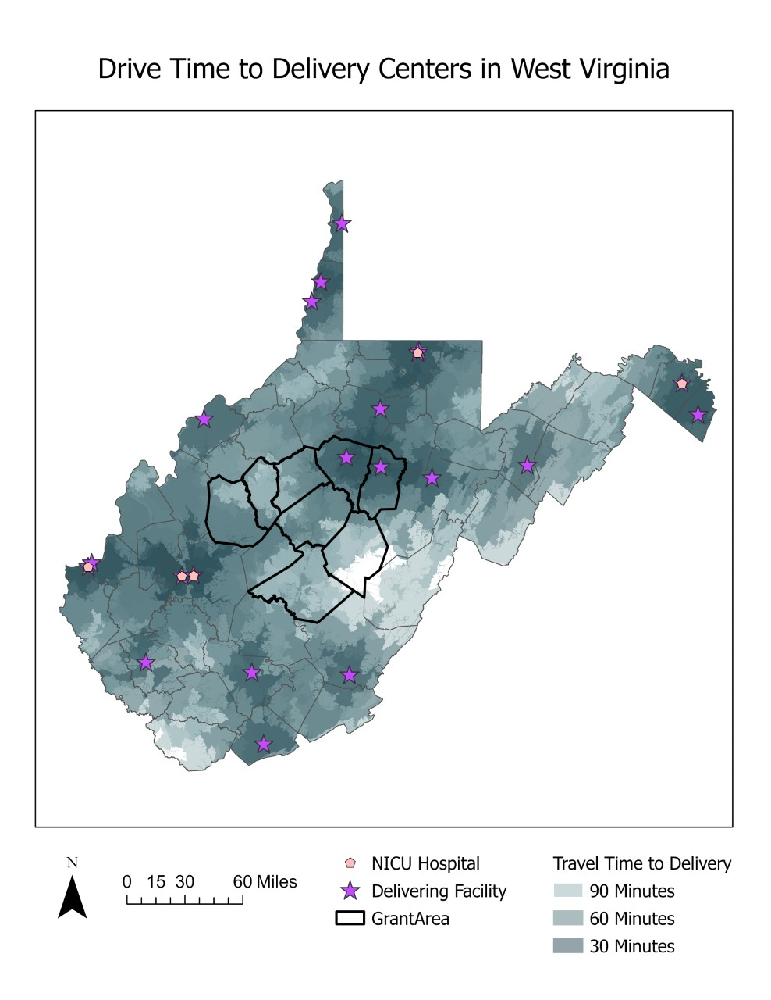 Drive Time to Delivery Centers in West Virginia
N
0 15 30 60 Miles
NICU Hospital
Delivering Facility
GrantArea
Travel Time to Delivery
90 Minutes
60 Minutes
30 Minutes